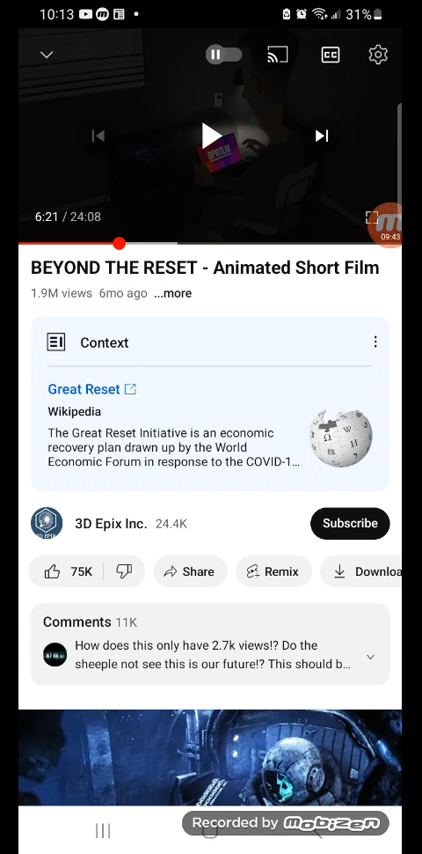 10:13
31%
SPOTLIX
6:21 / 24:08
09:43
BEYOND THE RESET - Animated Short Film
1.9M views 6mo ago ...more
Context
Great Reset
Wikipedia
The Great Reset Initiative is an economic
recovery plan drawn up by the World
Economic Forum in response to the COVID-1...
3D Epix Inc. 24.4K
Subscribe
75K
Share
Remix
Downloa
Comments 11K
How does this only have 2.7k views!? Do the
sheeple not see this is our future!? This should b...
Recorded by mobizen